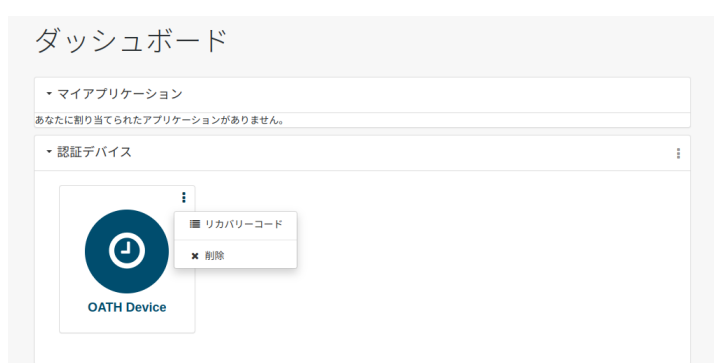 ダッシュボード
マイアプリケーション
あなたに割り当てられたアプリケーションがありません。
認証デバイス
リカバリーコード
削除
OATH Device